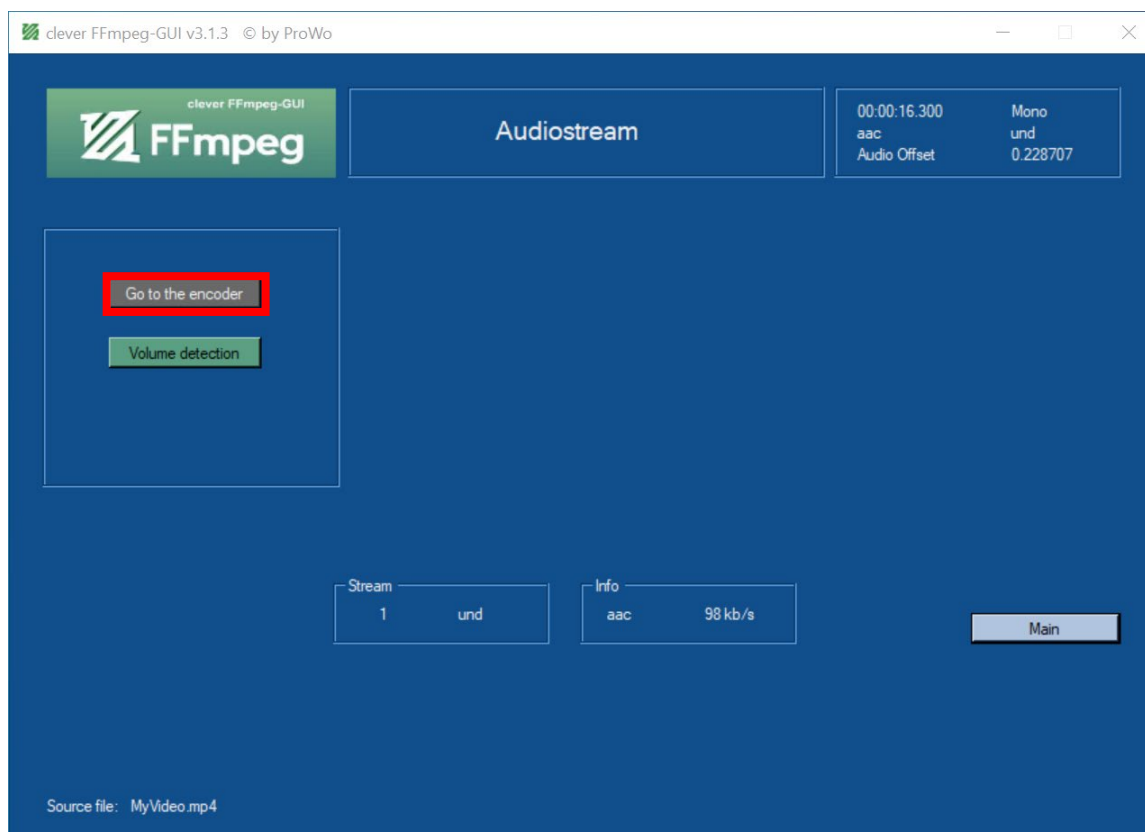 clever FFmpeg-GUI v3.1.3 © by ProWo
clever FFmpeg-GUI
FFmpeg
Audiostream
00:00:16.300 Mono
aac und
Audio Offset 0.228707
Go to the encoder
Volume detection
Stream
1 und
Info
aac 98 kb/s
Main
Source file: MyVideo.mp4